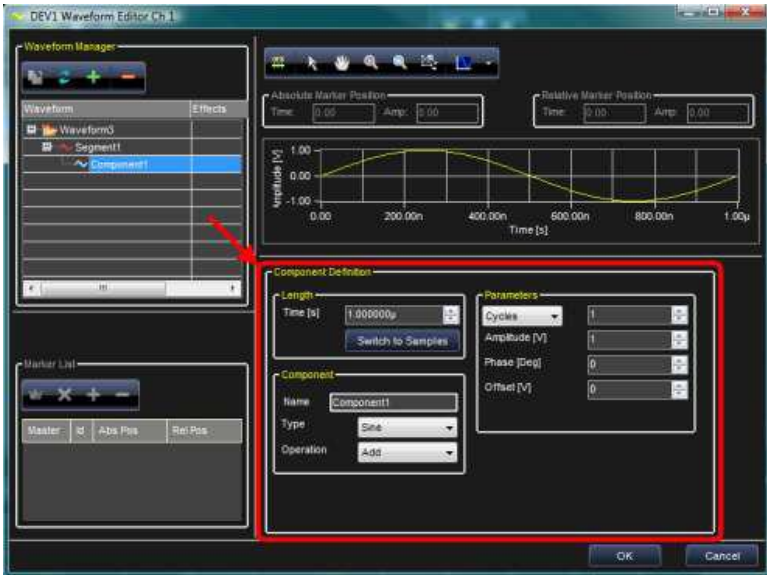 DEV1 Waveform Editor Ch 1
Waveform Manager
Waveform Effects
Waveform3
Segment1
Component1
Absolute Marker Position
Time: 0.00 Amp: 0.00
Relative Marker Position
Time: 0.00 Amp: 0.00
Amplitude [V]
1.00
0.00
-1.00
0.00 200.00n 400.00n 600.00n 800.00n 1.00µ
Time [s]
Component Definition
Length
Time [s] 1.000000µ
Switch to Samples
Component
Name Component1
Type Sine
Operation Add
Parameters
Cycles 1
Amplitude [V] 1
Phase [Deg] 0
Offset [V] 0
Marker List
Master Id Abs Pos Rel Pos
OK Cancel